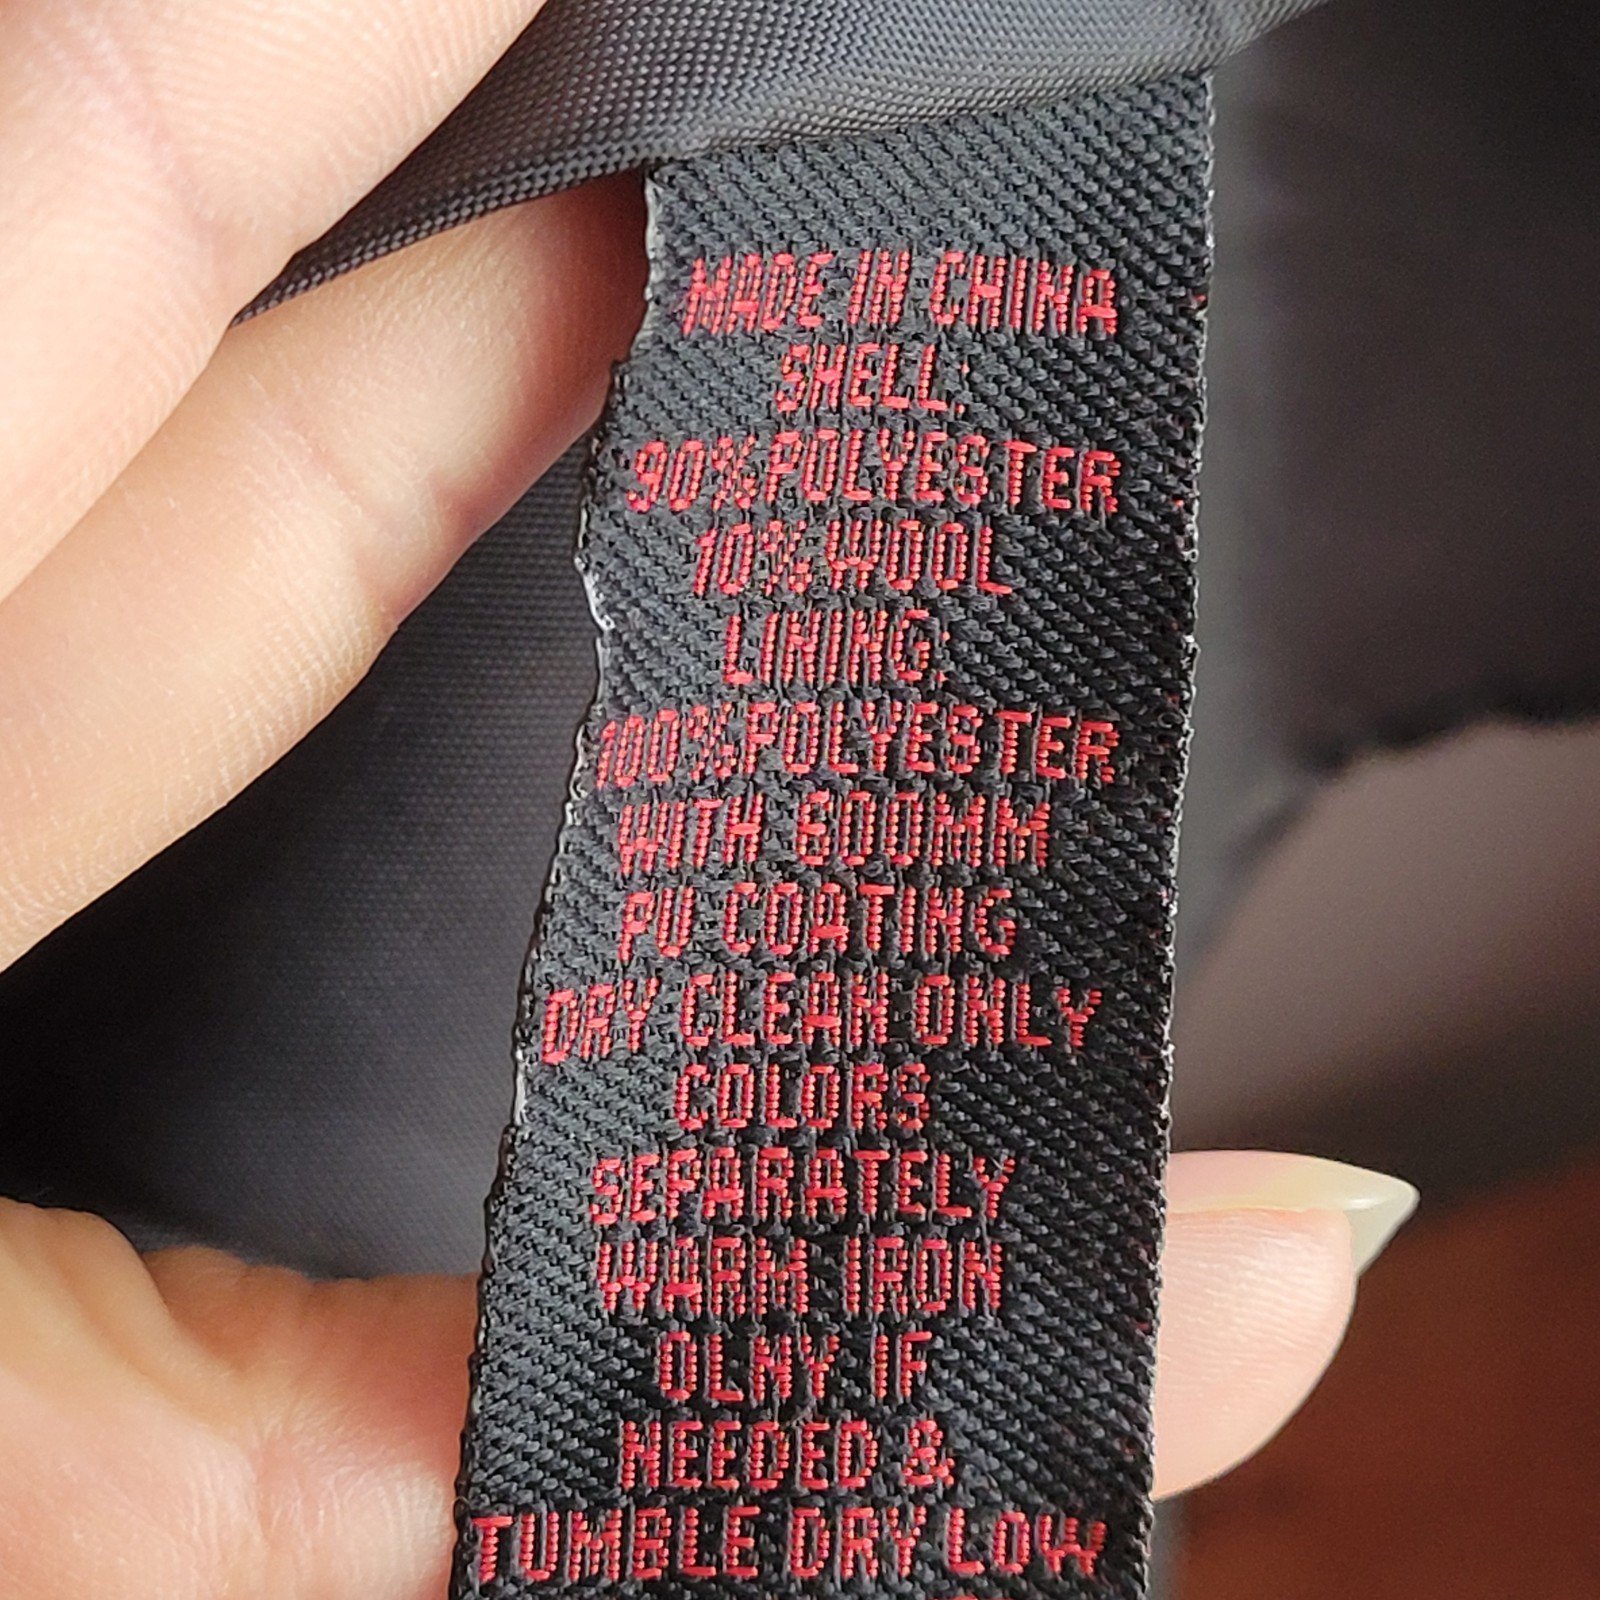 MADE IN CHINA
SHELL:
90%POLYESTER
10%WOOL
LINING:
100%POLYESTER
WITH 600MM
PU COATING
DRY CLEAN ONLY
COLORS
SEPARATELY
WARM IRON
OLNY IF
NEEDED &
TUMBLE DRY LOW